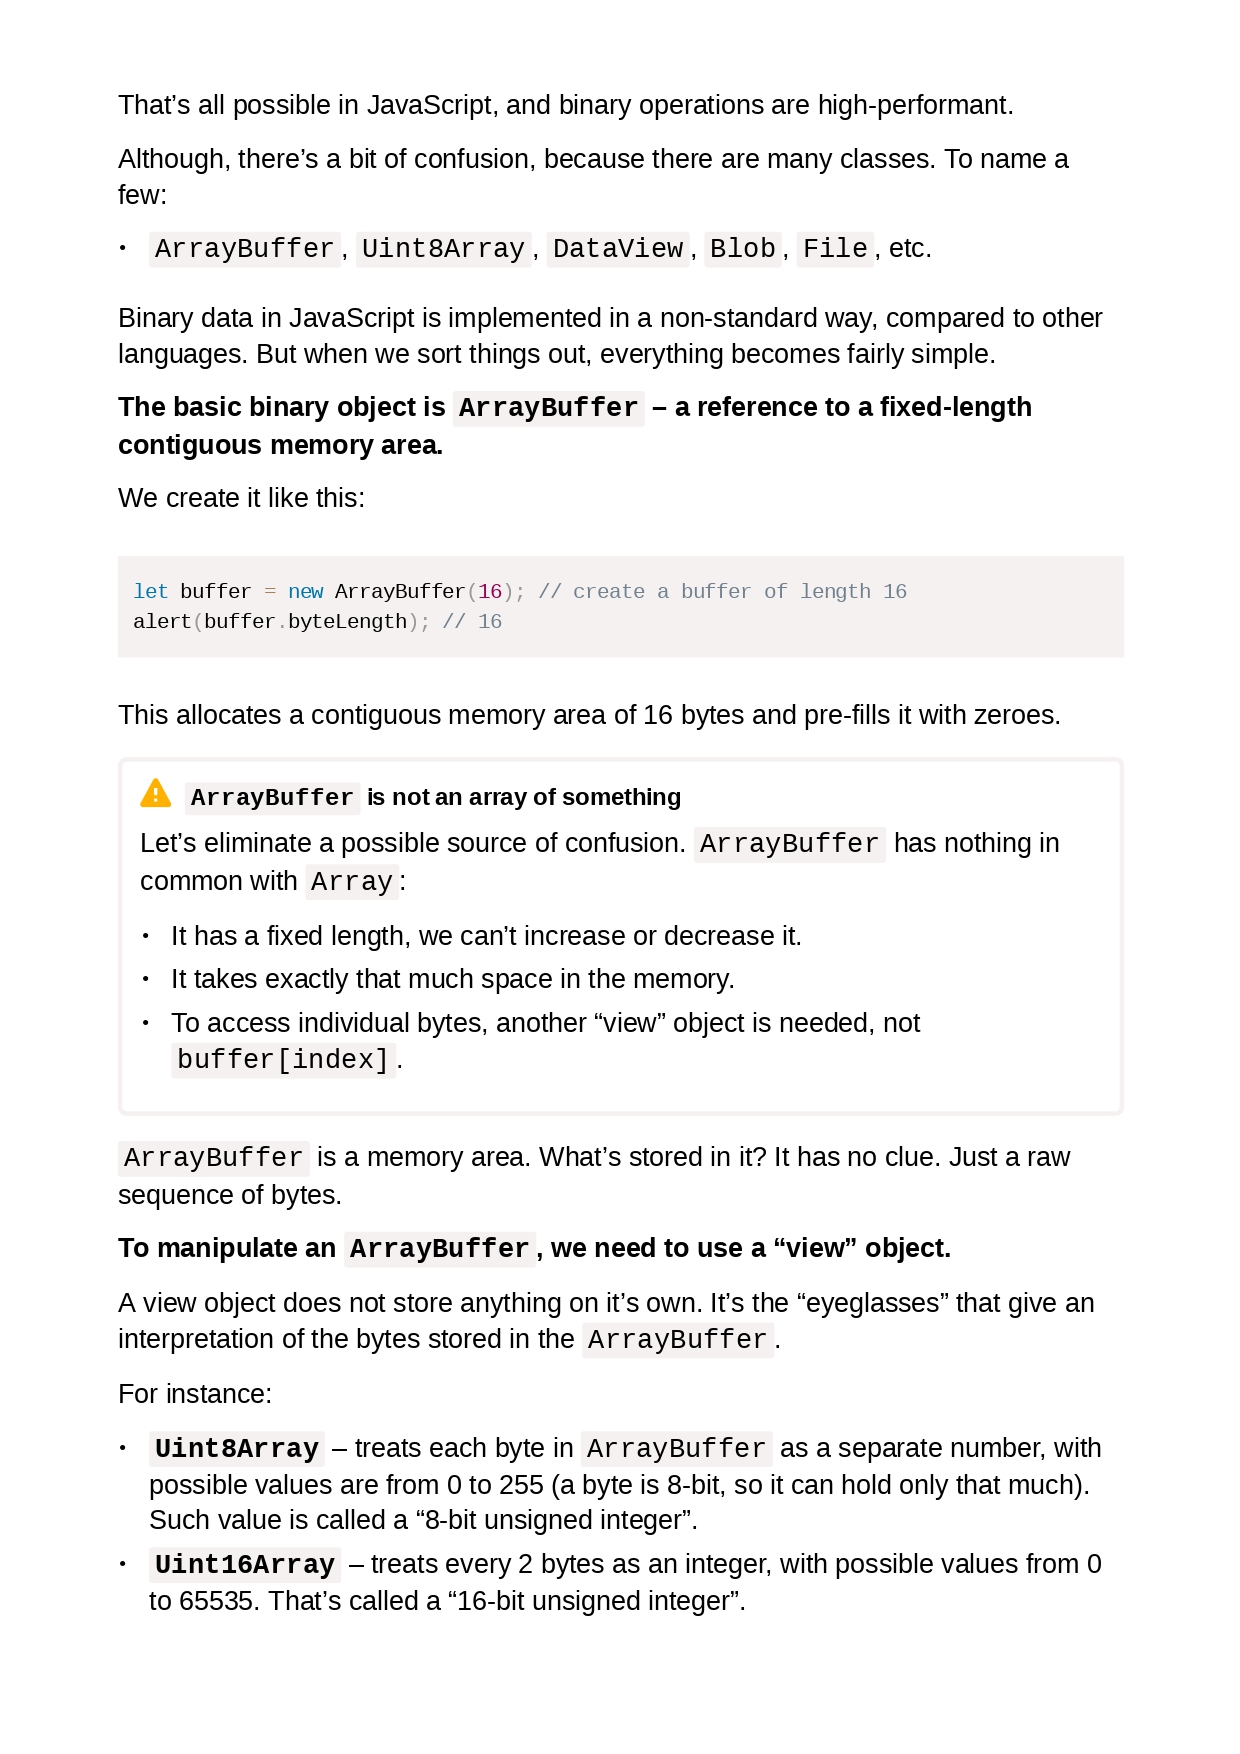 That’s all possible in JavaScript, and binary operations are high-performant.
Although, there’s a bit of confusion, because there are many classes. To name a
few:
• ArrayBuffer, Uint8Array, DataView, Blob, File, etc.
Binary data in JavaScript is implemented in a non-standard way, compared to other
languages. But when we sort things out, everything becomes fairly simple.
The basic binary object is ArrayBuffer – a reference to a fixed-length
contiguous memory area.
We create it like this:
let buffer = new ArrayBuffer(16); // create a buffer of length 16
alert(buffer.byteLength); // 16
This allocates a contiguous memory area of 16 bytes and pre-fills it with zeroes.
ArrayBuffer is not an array of something
Let’s eliminate a possible source of confusion. ArrayBuffer has nothing in
common with Array:
• It has a fixed length, we can’t increase or decrease it.
• It takes exactly that much space in the memory.
• To access individual bytes, another “view” object is needed, not
buffer[index].
ArrayBuffer is a memory area. What’s stored in it? It has no clue. Just a raw
sequence of bytes.
To manipulate an ArrayBuffer, we need to use a “view” object.
A view object does not store anything on it’s own. It’s the “eyeglasses” that give an
interpretation of the bytes stored in the ArrayBuffer.
For instance:
• Uint8Array – treats each byte in ArrayBuffer as a separate number, with
possible values are from 0 to 255 (a byte is 8-bit, so it can hold only that much).
Such value is called a “8-bit unsigned integer”.
• Uint16Array – treats every 2 bytes as an integer, with possible values from 0
to 65535. That’s called a “16-bit unsigned integer”.